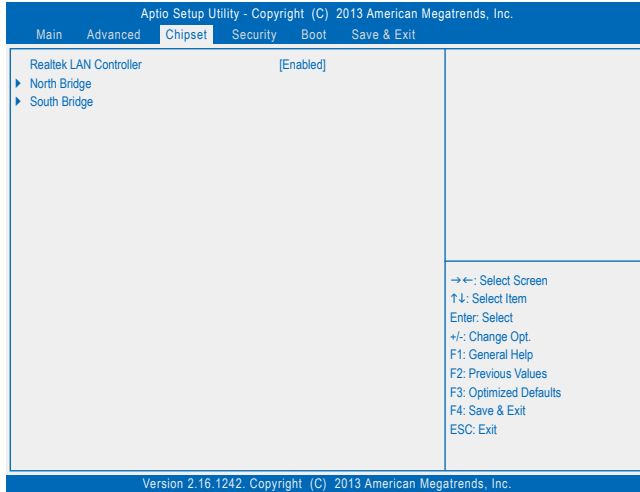 Aptio Setup Utility - Copyright (C) 2013 American Megatrends, Inc.
Main Advanced Chipset Security Boot Save & Exit
Realtek LAN Controller [Enabled]
North Bridge
South Bridge
→←: Select Screen
↑↓: Select Item
Enter: Select
+/-: Change Opt.
F1: General Help
F2: Previous Values
F3: Optimized Defaults
F4: Save & Exit
ESC: Exit
Version 2.16.1242. Copyright (C) 2013 American Megatrends, Inc.